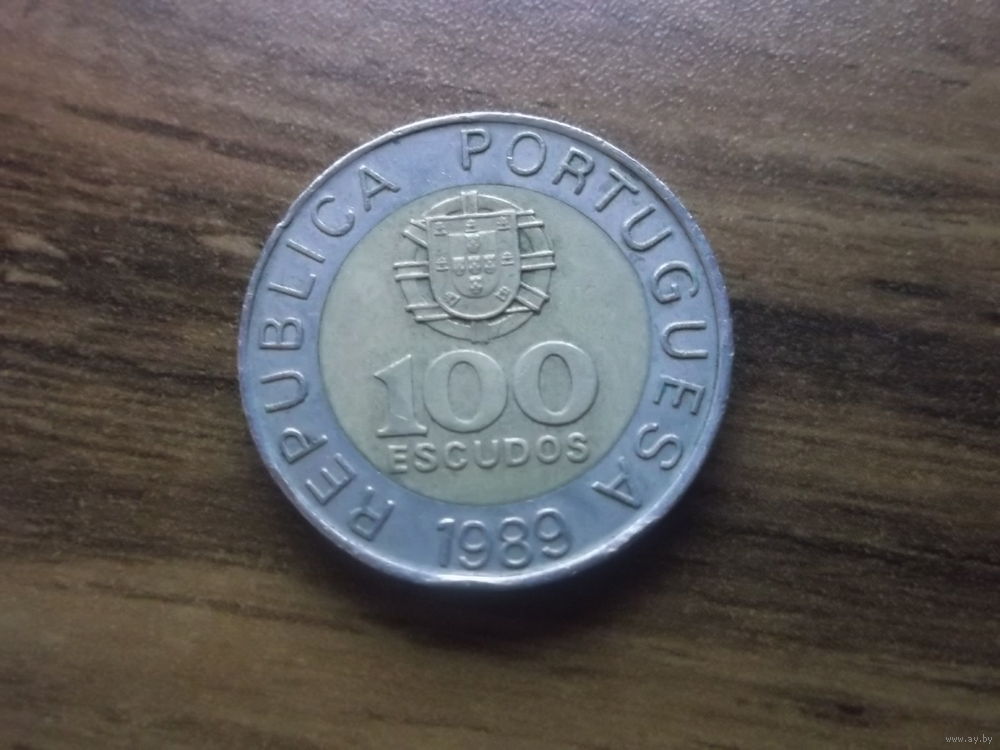 REPUBLICA PORTUGUESA
100
ESCUDOS
1989
www.ay.by